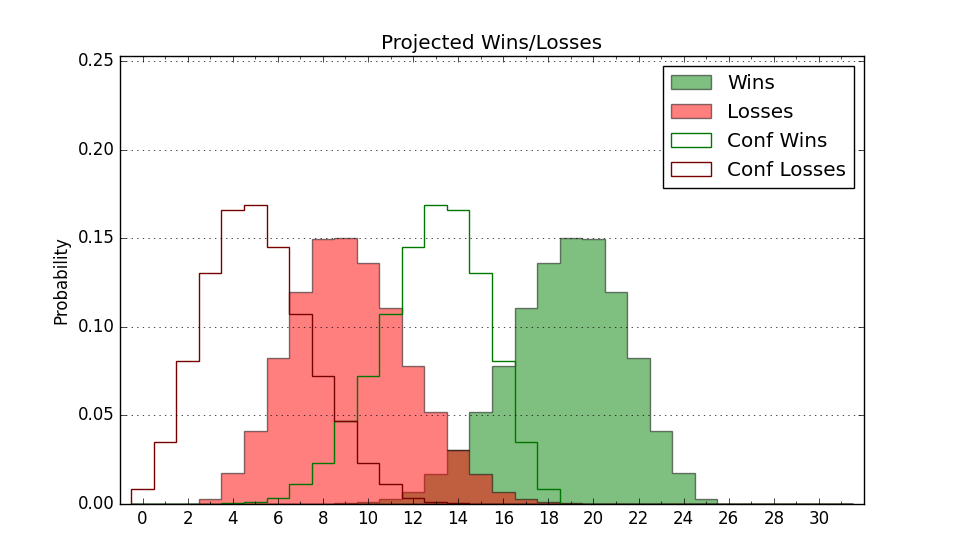 Projected Wins/Losses
Wins
Losses
Conf Wins
Conf Losses
Probability
0.25
0.20
0.15
0.10
0.05
0.00
0 2 4 6 8 10 12 14 16 18 20 22 24 26 28 30